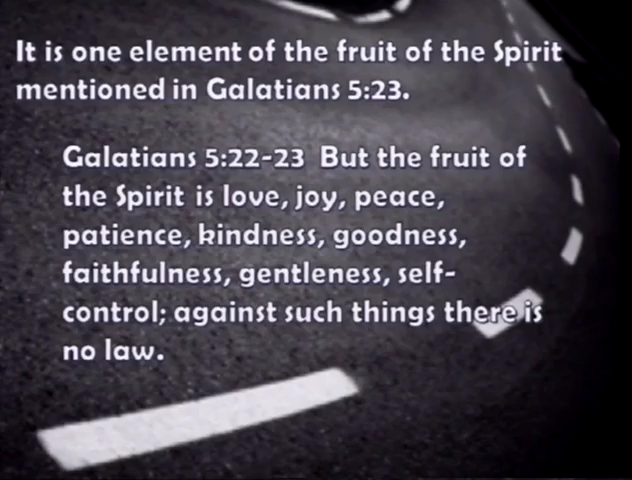 It is one element of the fruit of the Spirit
mentioned in Galatians 5:23.
Galatians 5:22-23 But the fruit of
the Spirit is love, joy, peace,
patience, kindness, goodness,
faithfulness, gentleness, self-
control; against such things there is
no law.